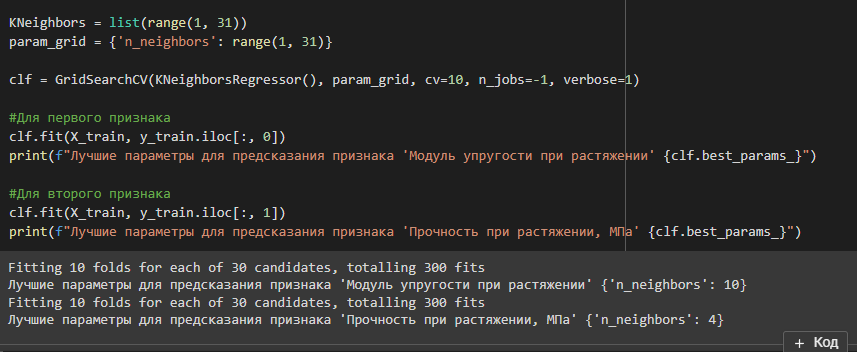 KNeighbors = list(range(1, 31))
param_grid = {'n_neighbors': range(1, 31)}
clf = GridSearchCV(KNeighborsRegressor(), param_grid, cv=10, n_jobs=-1, verbose=1)
#Для первого признака
clf.fit(X_train, y_train.iloc[:, 0])
print(f"Лучшие параметры для предсказания признака 'Модуль упругости при растяжении' {clf.best_params_}")
#Для второго признака
clf.fit(X_train, y_train.iloc[:, 1])
print(f"Лучшие параметры для предсказания признака 'Прочность при растяжении, МПа' {clf.best_params_}")
Fitting 10 folds for each of 30 candidates, totalling 300 fits
Лучшие параметры для предсказания признака 'Модуль упругости при растяжении' {'n_neighbors': 10}
Fitting 10 folds for each of 30 candidates, totalling 300 fits
Лучшие параметры для предсказания признака 'Прочность при растяжении, МПа' {'n_neighbors': 4}
+ Код